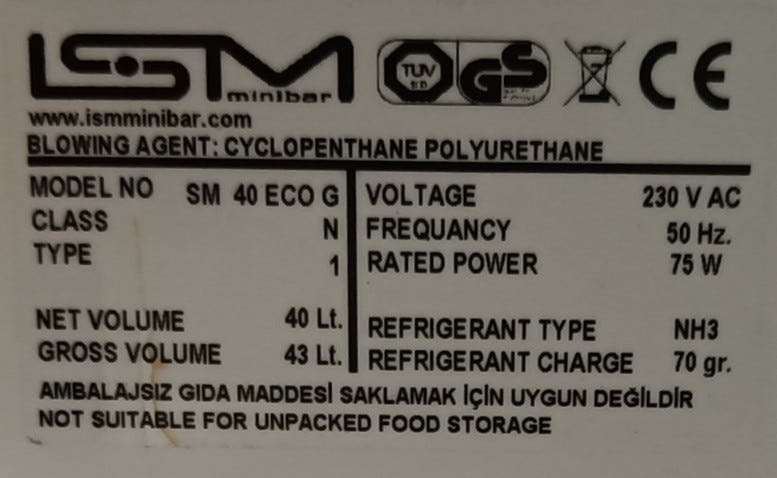 ISM
minibar
TUV
GS
CE
www.ismminibar.com
BLOWING AGENT: CYCLOPENTHANE POLYURETHANE
MODEL NO SM 40 ECO G
CLASS N
TYPE 1
NET VOLUME 40 Lt.
GROSS VOLUME 43 Lt.
VOLTAGE 230 V AC
FREQUANCY 50 Hz.
RATED POWER 75 W
REFRIGERANT TYPE NH3
REFRIGERANT CHARGE 70 gr.
AMBALAJSIZ GIDA MADDESİ SAKLAMAK İÇİN UYGUN DEĞİLDİR
NOT SUITABLE FOR UNPACKED FOOD STORAGE